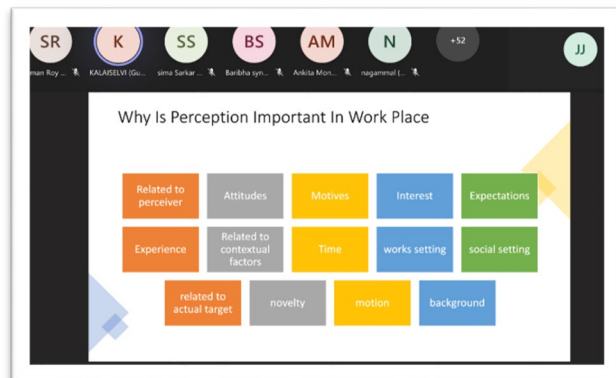 SR K SS BS AM N +52 JJ
man Roy ... KALAISELVI (Gu... sima Sarkar ... Baribha syn... Ankita Mon... nagammal (...
Why Is Perception Important In Work Place
Related to
perceiver
Attitudes
Motives
Interest
Expectations
Experience
Related to
contextual
factors
Time
works setting
social setting
related to
actual target
novelty
motion
background